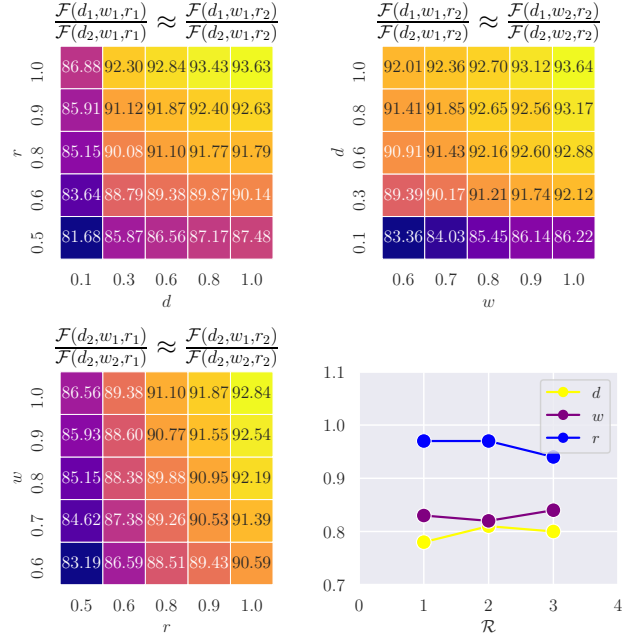 F(d₁,w₁,r₁)/F(d₂,w₁,r₁) ≈ F(d₁,w₁,r₂)/F(d₂,w₁,r₂)
r
1.0 86.88 92.30 92.84 93.43 93.63
0.9 85.91 91.12 91.87 92.40 92.63
0.8 85.15 90.08 91.10 91.77 91.79
0.6 83.64 88.79 89.38 89.87 90.14
0.5 81.68 85.87 86.56 87.17 87.48
0.1 0.3 0.6 0.8 1.0
d
F(d₁,w₁,r₂)/F(d₂,w₁,r₂) ≈ F(d₁,w₂,r₂)/F(d₂,w₂,r₂)
d
1.0 92.01 92.36 92.70 93.12 93.64
0.8 91.41 91.85 92.65 92.56 93.17
0.6 90.91 91.43 92.16 92.60 92.88
0.3 89.39 90.17 91.21 91.74 92.12
0.1 83.36 84.03 85.45 86.14 86.22
0.6 0.7 0.8 0.9 1.0
w
F(d₂,w₁,r₁)/F(d₂,w₂,r₁) ≈ F(d₂,w₁,r₂)/F(d₂,w₂,r₂)
w
1.0 86.56 89.38 91.10 91.87 92.84
0.9 85.93 88.60 90.77 91.55 92.54
0.8 85.15 88.38 89.88 90.95 92.19
0.7 84.62 87.38 89.26 90.53 91.39
0.6 83.19 86.59 88.51 89.43 90.59
0.5 0.6 0.8 0.9 1.0
r
1.1
1.0
0.9
0.8
0.7
d
w
r
0 1 2 3 4
R